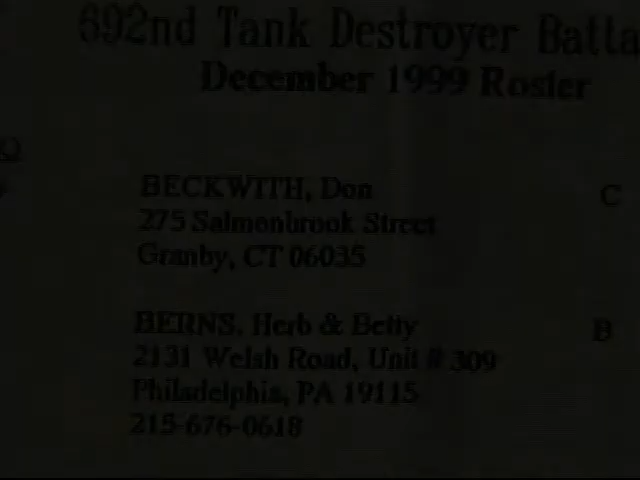 692nd Tank Destroyer Batta
December 1999 Roster
BECKWITH, Don
C
275 Salmonbrook Street
Granby, CT 06035
BERNS, Herb & Betty
B
2131 Welsh Road, Unit # 309
Philadelphia, PA 19115
215-676-0618